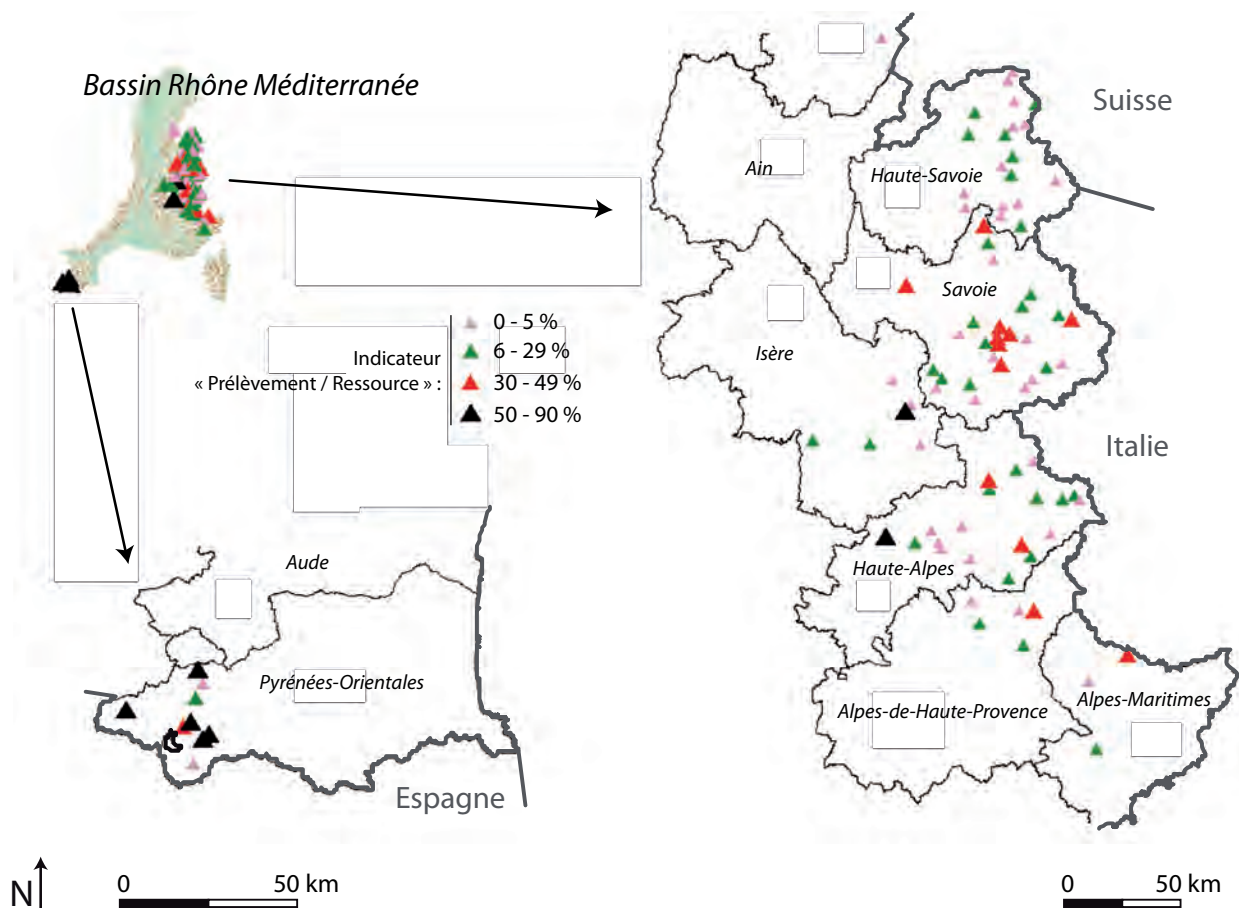 Bassin Rhône Méditerranée
Suisse
Ain
Haute-Savoie
Savoie
Isère
Indicateur
« Prélèvement / Ressource » :
0 - 5 %
6 - 29 %
30 - 49 %
50 - 90 %
Italie
Aude
Haute-Alpes
Pyrénées-Orientales
Alpes-de-Haute-Provence
Alpes-Maritimes
Espagne
N
0 50 km
0 50 km